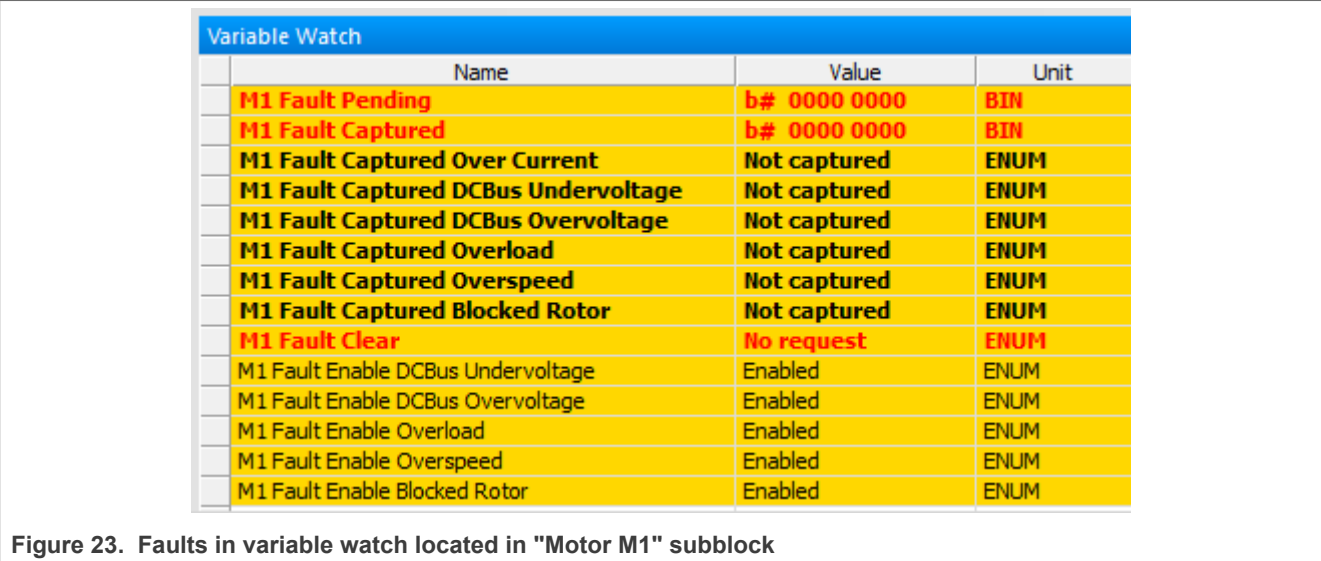 Variable Watch
Name Value Unit
M1 Fault Pending b# 0000 0000 BIN
M1 Fault Captured b# 0000 0000 BIN
M1 Fault Captured Over Current Not captured ENUM
M1 Fault Captured DCBus Undervoltage Not captured ENUM
M1 Fault Captured DCBus Overvoltage Not captured ENUM
M1 Fault Captured Overload Not captured ENUM
M1 Fault Captured Overspeed Not captured ENUM
M1 Fault Captured Blocked Rotor Not captured ENUM
M1 Fault Clear No request ENUM
M1 Fault Enable DCBus Undervoltage Enabled ENUM
M1 Fault Enable DCBus Overvoltage Enabled ENUM
M1 Fault Enable Overload Enabled ENUM
M1 Fault Enable Overspeed Enabled ENUM
M1 Fault Enable Blocked Rotor Enabled ENUM
Figure 23. Faults in variable watch located in "Motor M1" subblock